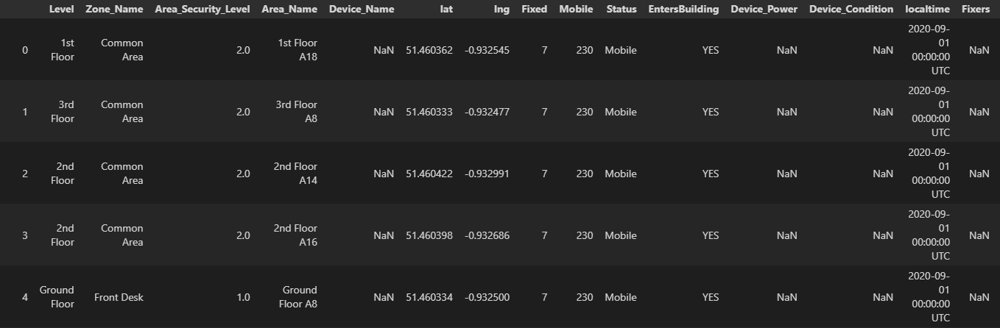 Level Zone_Name Area_Security_Level Area_Name Device_Name lat lng Fixed Mobile Status EntersBuilding Device_Power Device_Condition localtime Fixers
0 1st Floor Common Area 2.0 1st Floor A18 NaN 51.460362 -0.932545 7 230 Mobile YES NaN NaN 2020-09-01 00:00:00 UTC NaN
1 3rd Floor Common Area 2.0 3rd Floor A8 NaN 51.460333 -0.932477 7 230 Mobile YES NaN NaN 2020-09-01 00:00:00 UTC NaN
2 2nd Floor Common Area 2.0 2nd Floor A14 NaN 51.460422 -0.932991 7 230 Mobile YES NaN NaN 2020-09-01 00:00:00 UTC NaN
3 2nd Floor Common Area 2.0 2nd Floor A16 NaN 51.460398 -0.932686 7 230 Mobile YES NaN NaN 2020-09-01 00:00:00 UTC NaN
4 Ground Floor Front Desk 1.0 Ground Floor A8 NaN 51.460334 -0.932500 7 230 Mobile YES NaN NaN 2020-09-01 00:00:00 UTC NaN